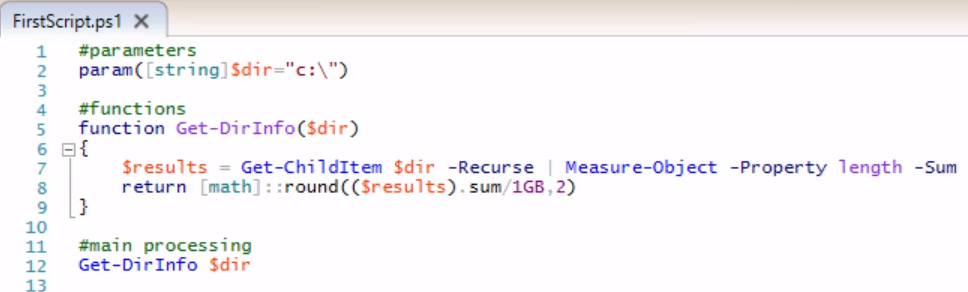 FirstScript.ps1 X
1 #parameters
2 param([string]$dir="c:\")
3
4 #functions
5 function Get-DirInfo($dir)
6 {
7 $results = Get-ChildItem $dir -Recurse | Measure-Object -Property length -Sum
8 return [math]::round(($results).sum/1GB,2)
9 }
10
11 #main processing
12 Get-DirInfo $dir
13